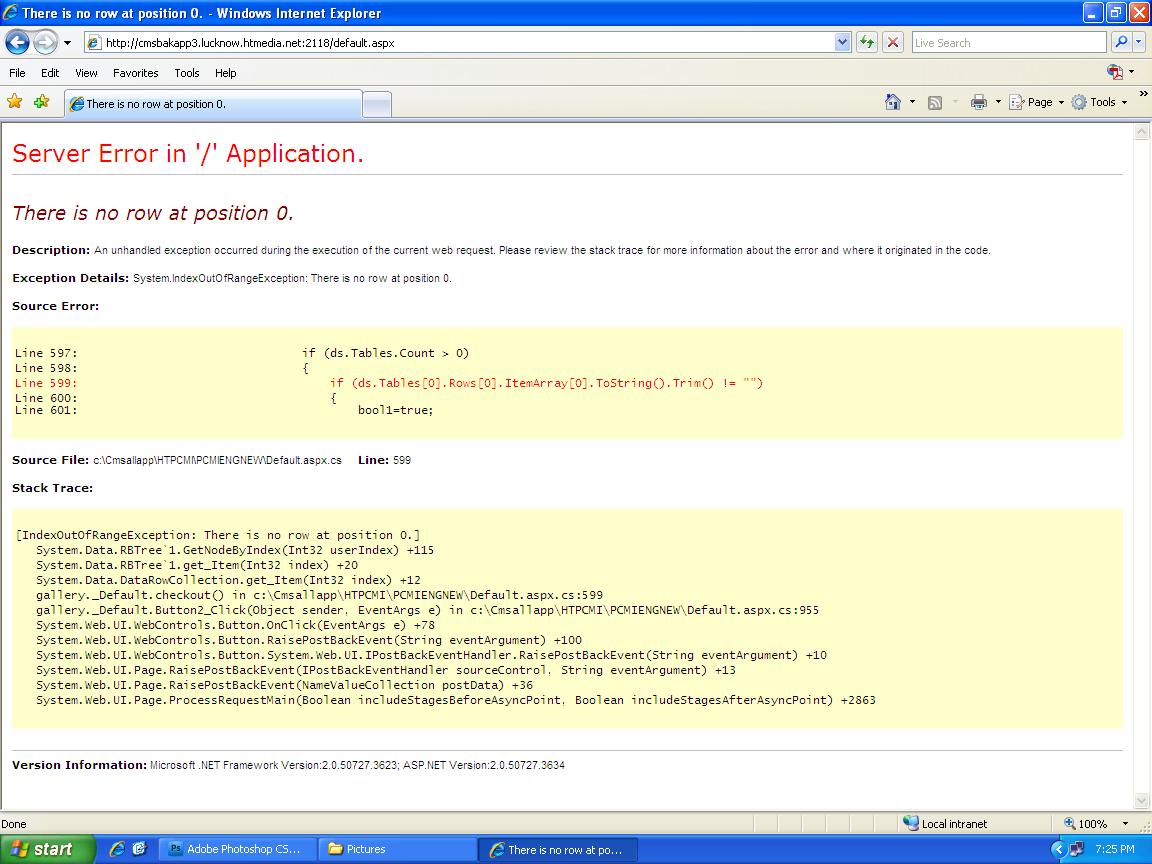 There is no row at position 0. - Windows Internet Explorer
http://cmsbakapp3.lucknow.htmedia.net:2118/default.aspx
Live Search
File Edit View Favorites Tools Help
There is no row at position 0.
Page Tools »
Server Error in '/' Application.
There is no row at position 0.
Description: An unhandled exception occurred during the execution of the current web request. Please review the stack trace for more information about the error and where it originated in the code.
Exception Details: System.IndexOutOfRangeException: There is no row at position 0.
Source Error:
Line 597: if (ds.Tables.Count > 0)
Line 598: {
Line 599: if (ds.Tables[0].Rows[0].ItemArray[0].ToString().Trim() != "")
Line 600: {
Line 601: bool1=true;
Source File: c:\Cmsallapp\HTPCMI\PCMIENGNEW\Default.aspx.cs Line: 599
Stack Trace:
[IndexOutOfRangeException: There is no row at position 0.]
System.Data.RBTree`1.GetNodeByIndex(Int32 userIndex) +115
System.Data.RBTree`1.get_Item(Int32 index) +20
System.Data.DataRowCollection.get_Item(Int32 index) +12
gallery._Default.checkout() in c:\Cmsallapp\HTPCMI\PCMIENGNEW\Default.aspx.cs:599
gallery._Default.Button2_Click(Object sender, EventArgs e) in c:\Cmsallapp\HTPCMI\PCMIENGNEW\Default.aspx.cs:955
System.Web.UI.WebControls.Button.OnClick(EventArgs e) +78
System.Web.UI.WebControls.Button.RaisePostBackEvent(String eventArgument) +100
System.Web.UI.WebControls.Button.System.Web.UI.IPostBackEventHandler.RaisePostBackEvent(String eventArgument) +10
System.Web.UI.Page.RaisePostBackEvent(IPostBackEventHandler sourceControl, String eventArgument) +13
System.Web.UI.Page.RaisePostBackEvent(NameValueCollection postData) +36
System.Web.UI.Page.ProcessRequestMain(Boolean includeStagesBeforeAsyncPoint, Boolean includeStagesAfterAsyncPoint) +2863
Version Information: Microsoft .NET Framework Version:2.0.50727.3623; ASP.NET Version:2.0.50727.3634
Done Local intranet 100%
start Ps Adobe Photoshop CS... Pictures There is no row at po... 7:25 PM